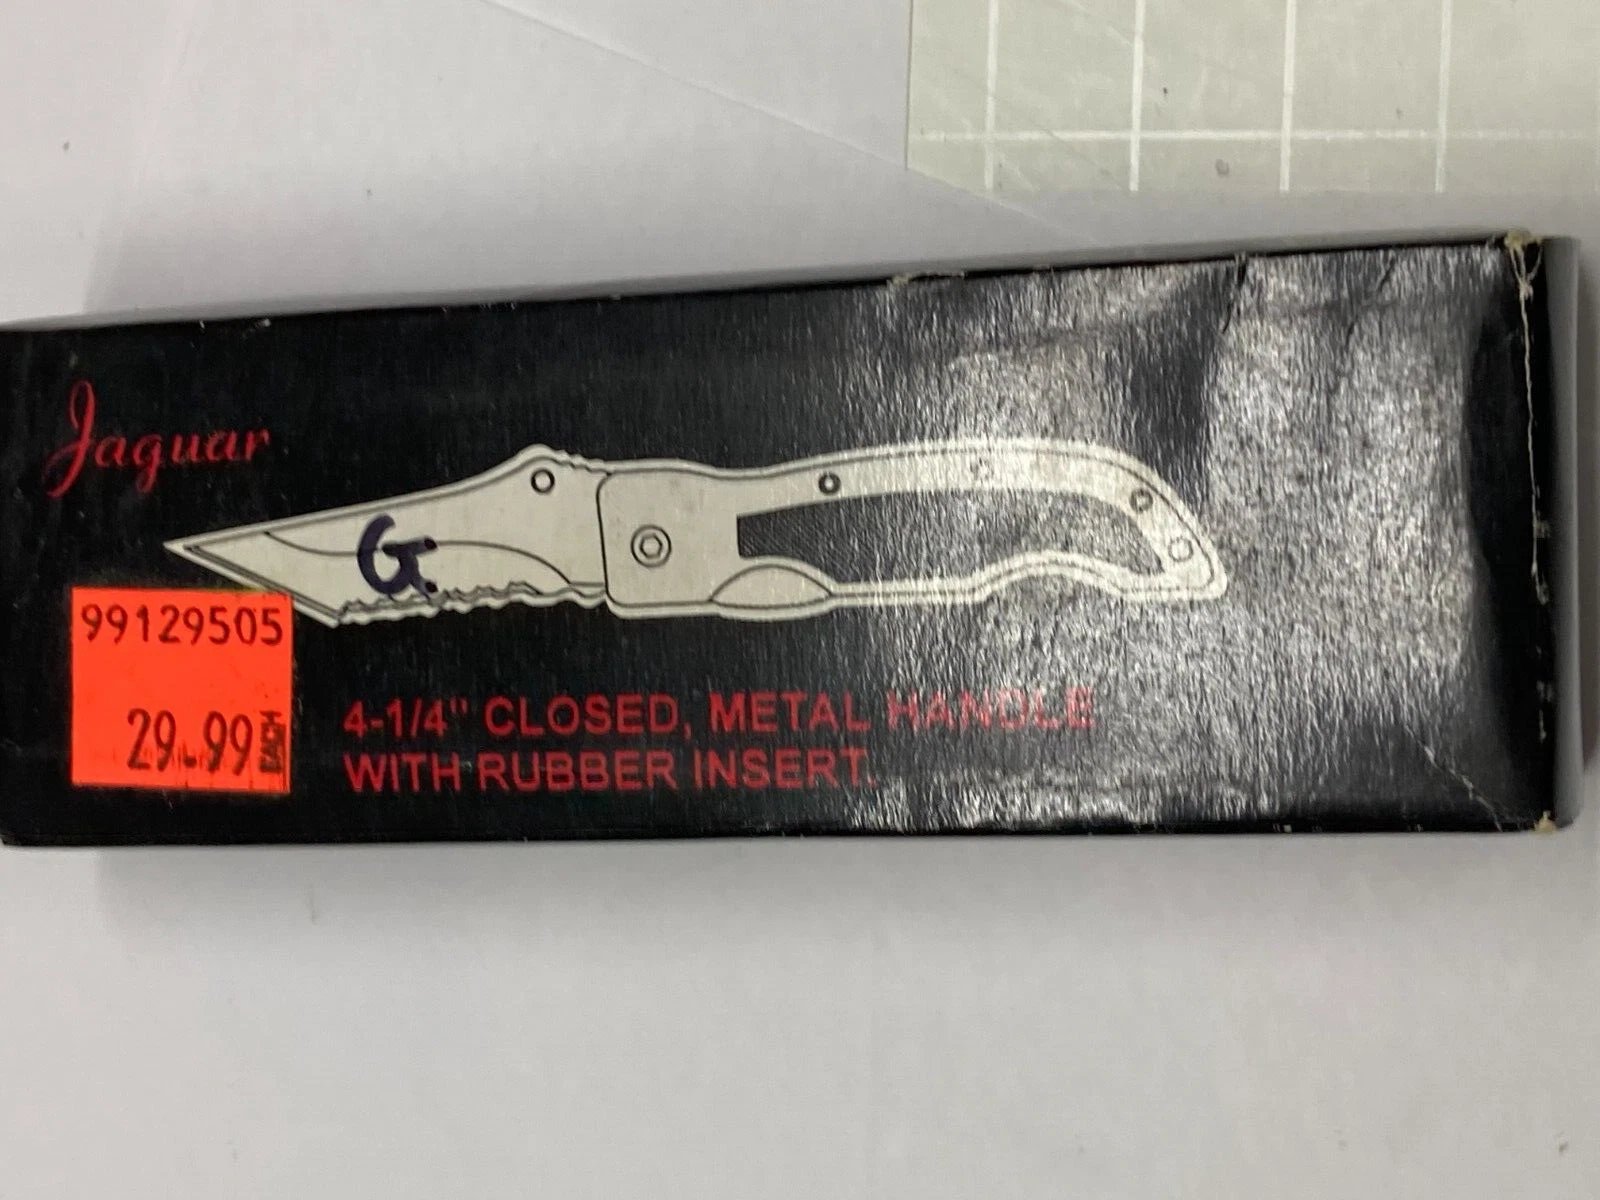 Jaguar
G.
99129505
29.99 EACH
4-1/4" CLOSED, METAL HANDLE
WITH RUBBER INSERT.